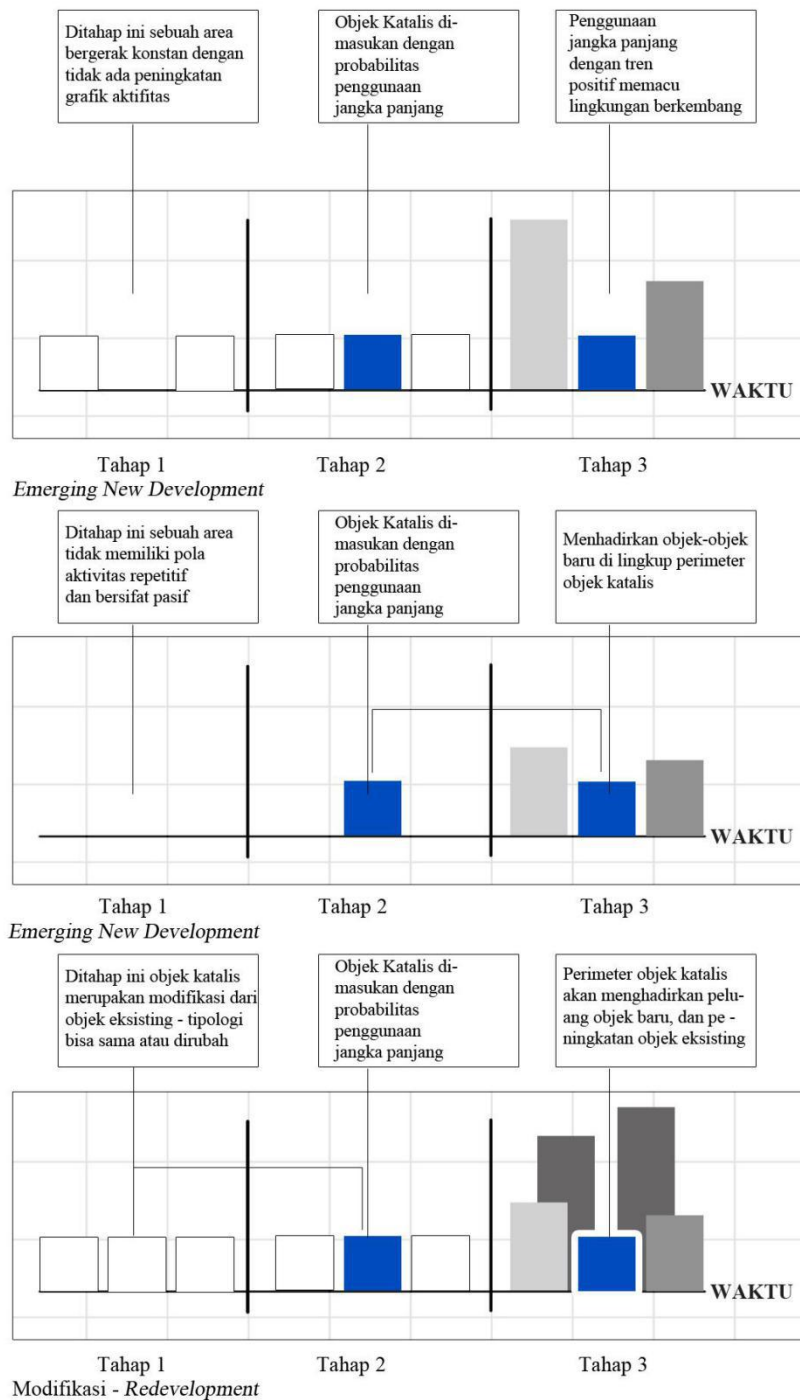 Ditahap ini sebuah area
bergerak konstan dengan
tidak ada peningkatan
grafik aktifitas
Objek Katalis di-
masukan dengan
probabilitas
penggunaan
jangka panjang
Penggunaan
jangka panjang
dengan tren
positif memacu
lingkungan berkembang
WAKTU
Tahap 1
Tahap 2
Tahap 3
Emerging New Development
Ditahap ini sebuah area
tidak memiliki pola
aktivitas repetitif
dan bersifat pasif
Objek Katalis di-
masukan dengan
probabilitas
penggunaan
jangka panjang
Menhadirkan objek-objek
baru di lingkup perimeter
objek katalis
WAKTU
Tahap 1
Tahap 2
Tahap 3
Emerging New Development
Ditahap ini objek katalis
merupakan modifikasi dari
objek eksisting - tipologi
bisa sama atau dirubah
Objek Katalis di-
masukan dengan
probabilitas
penggunaan
jangka panjang
Perimeter objek katalis
akan menghadirkan pelu-
ang objek baru, dan pe -
ningkatan objek eksisting
WAKTU
Tahap 1
Tahap 2
Tahap 3
Modifikasi - Redevelopment